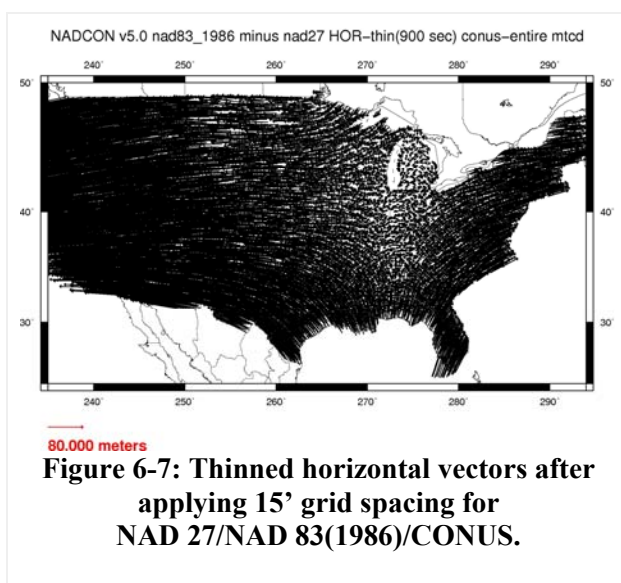 NADCON v5.0 nad83_1986 minus nad27 HOR−thin(900 sec) conus−entire mtcd
240˚ 250˚ 260˚ 270˚ 280˚ 290˚
50˚ 50˚
40˚ 40˚
30˚ 30˚
240˚ 250˚ 260˚ 270˚ 280˚ 290˚
80.000 meters
Figure 6-7: Thinned horizontal vectors after
applying 15’ grid spacing for
NAD 27/NAD 83(1986)/CONUS.